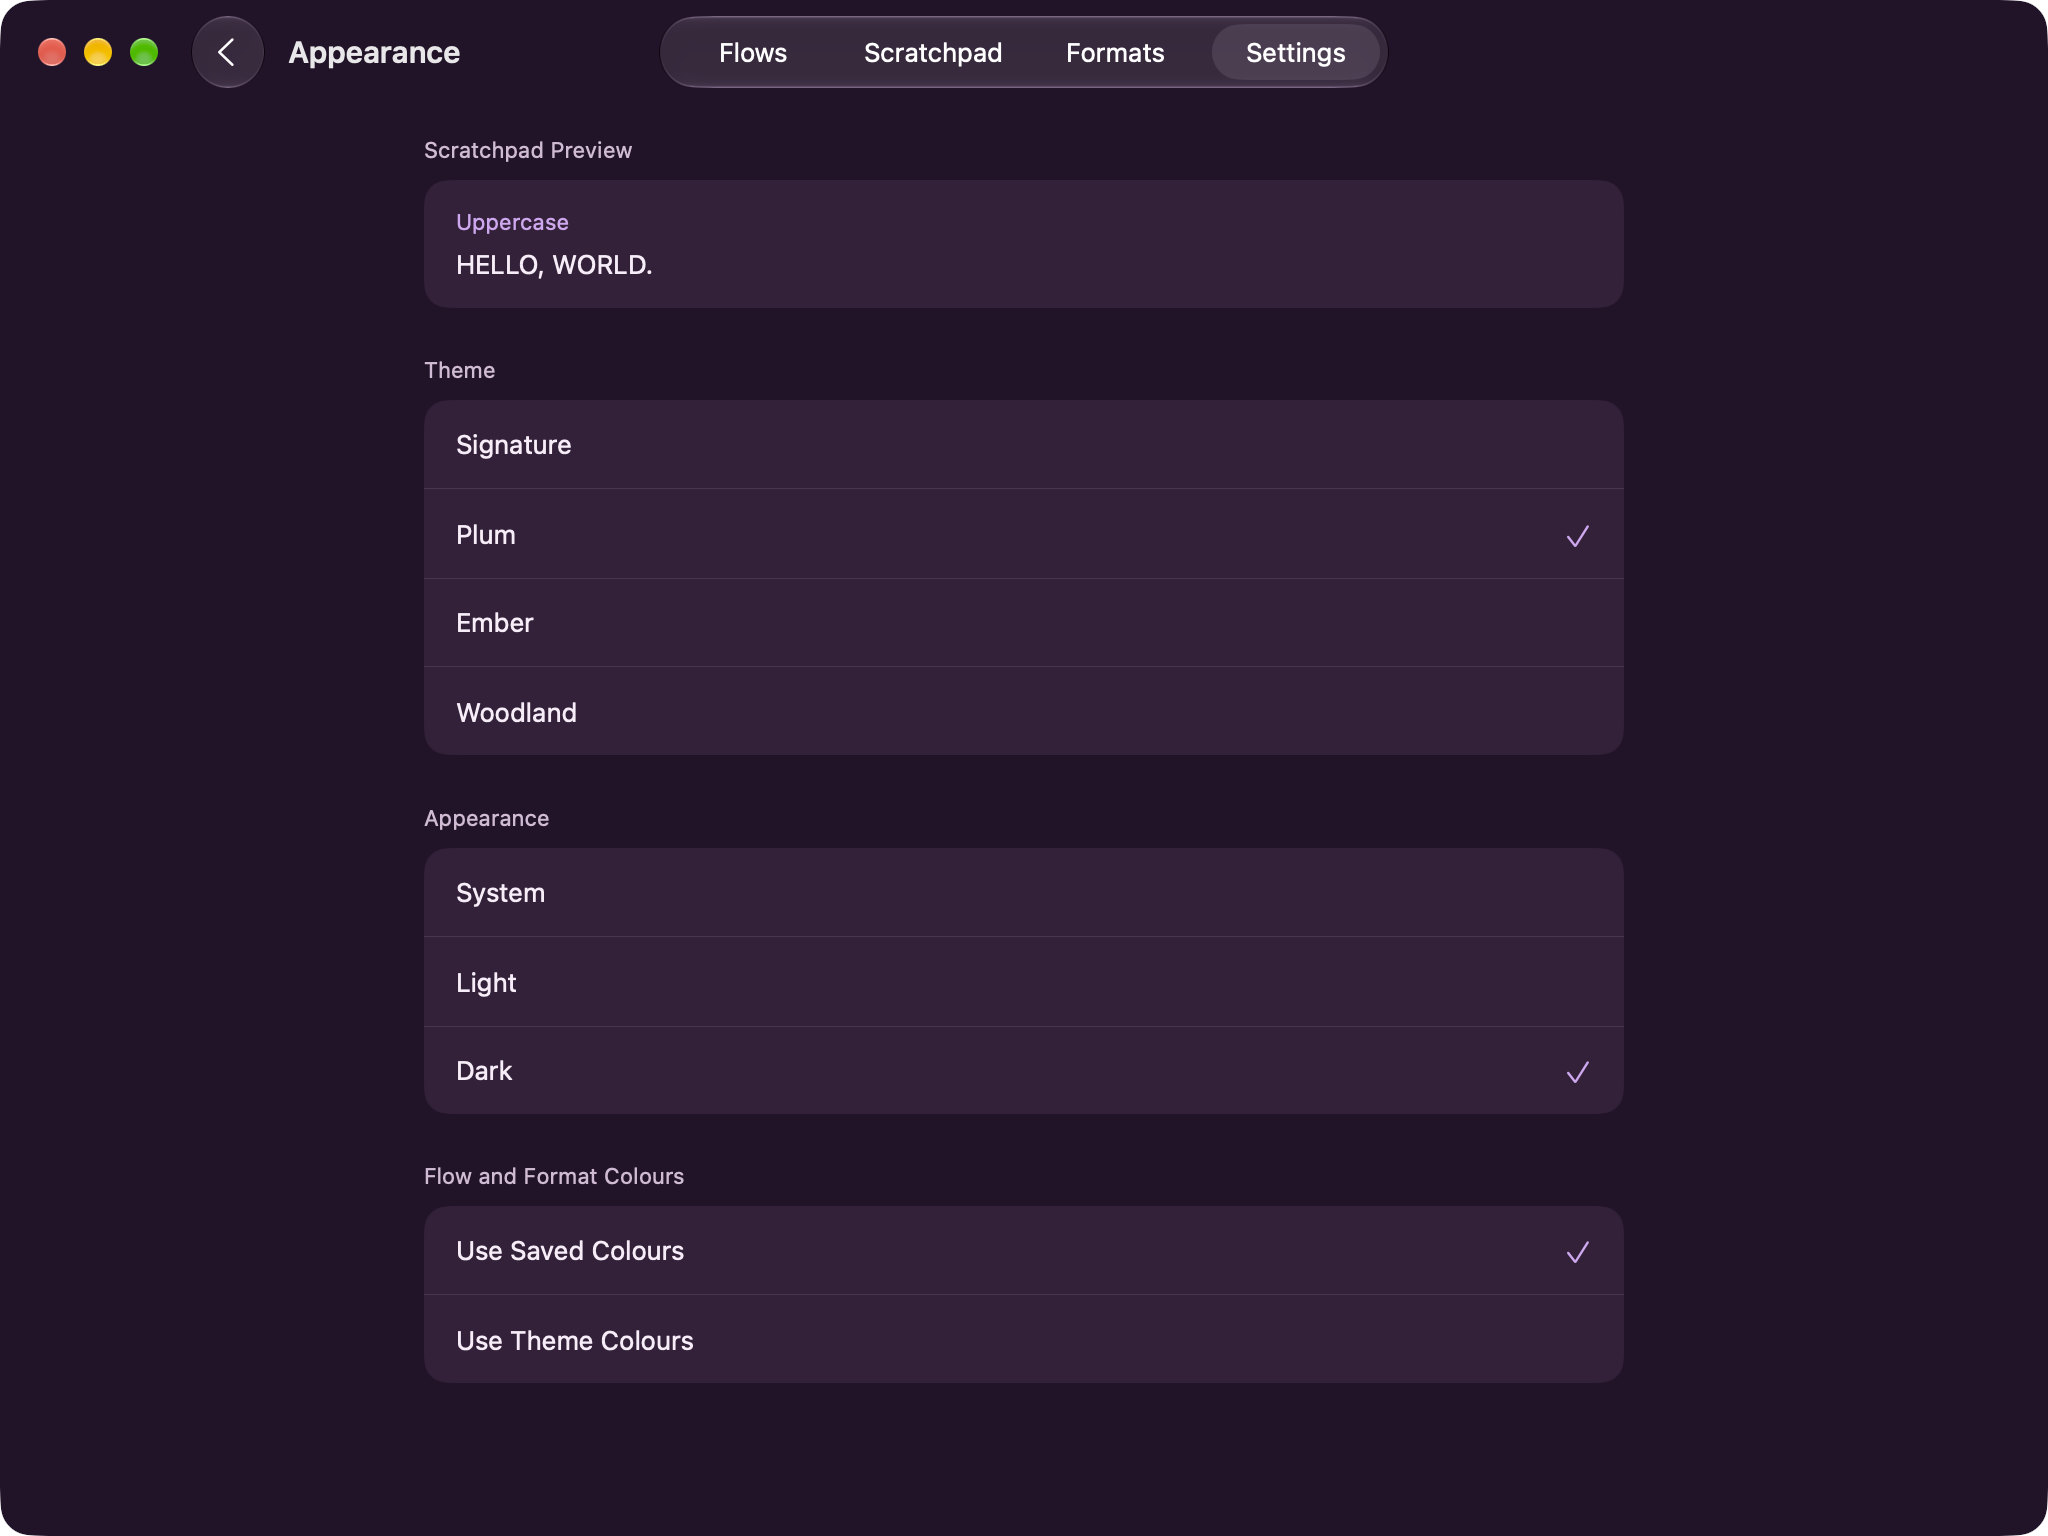 Appearance
Flows
Scratchpad
Formats
Settings
Scratchpad Preview
Uppercase
HELLO, WORLD.
Theme
Signature
Plum
Ember
Woodland
Appearance
System
Light
Dark
Flow and Format Colours
Use Saved Colours
Use Theme Colours